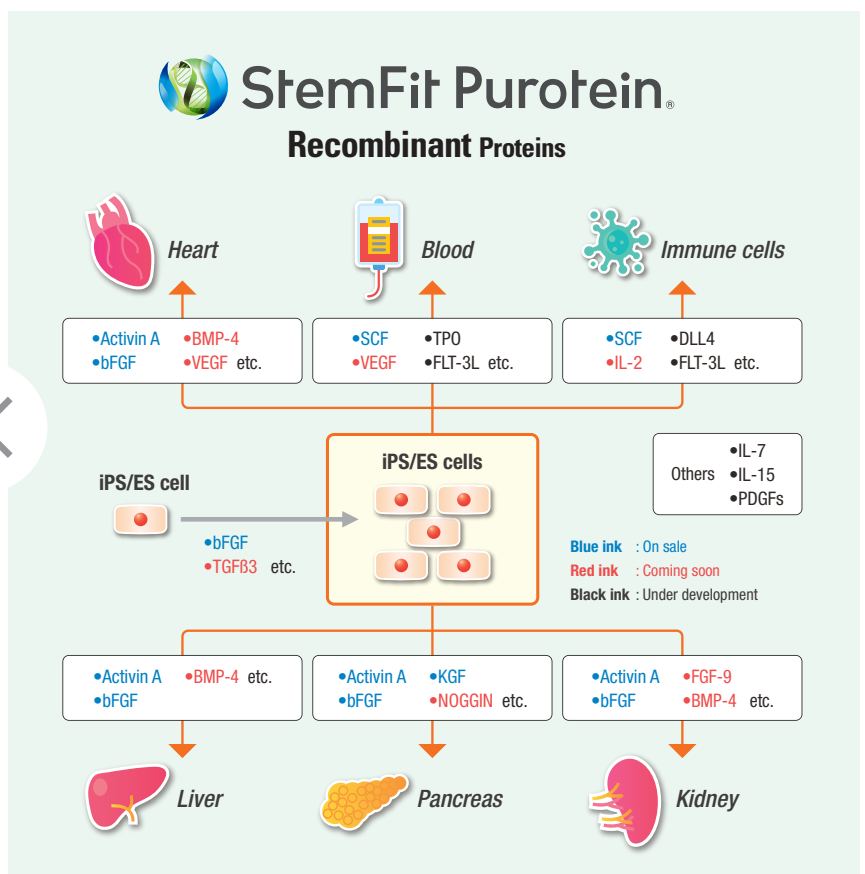 StemFit Purotein®
Recombinant Proteins
Heart
Blood
Immune cells
•Activin A •BMP-4
•bFGF •VEGF etc.
•SCF •TPO
•VEGF •FLT-3L etc.
•SCF •DLL4
•IL-2 •FLT-3L etc.
iPS/ES cell
•bFGF
•TGFß3 etc.
iPS/ES cells
•IL-7
Others •IL-15
•PDGFs
Blue ink : On sale
Red ink : Coming soon
Black ink : Under development
•Activin A •BMP-4 etc.
•bFGF
•Activin A •KGF
•bFGF •NOGGIN etc.
•Activin A •FGF-9
•bFGF •BMP-4 etc.
Liver
Pancreas
Kidney